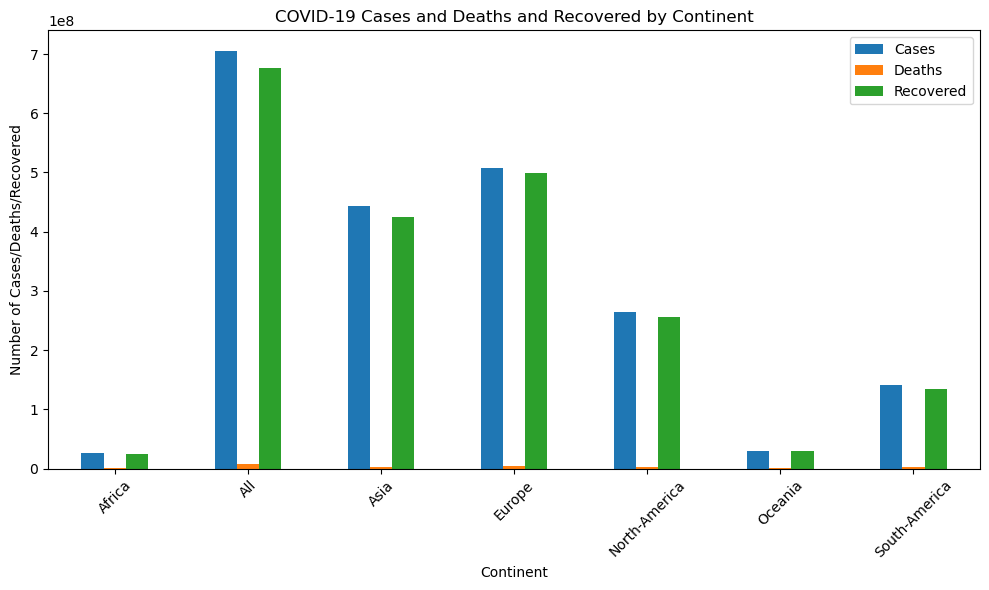 COVID-19 Cases and Deaths and Recovered by Continent
1e8
Cases
Deaths
Recovered
Number of Cases/Deaths/Recovered
7
6
5
4
3
2
1
0
Africa
All
Asia
Europe
North-America
Oceania
South-America
Continent